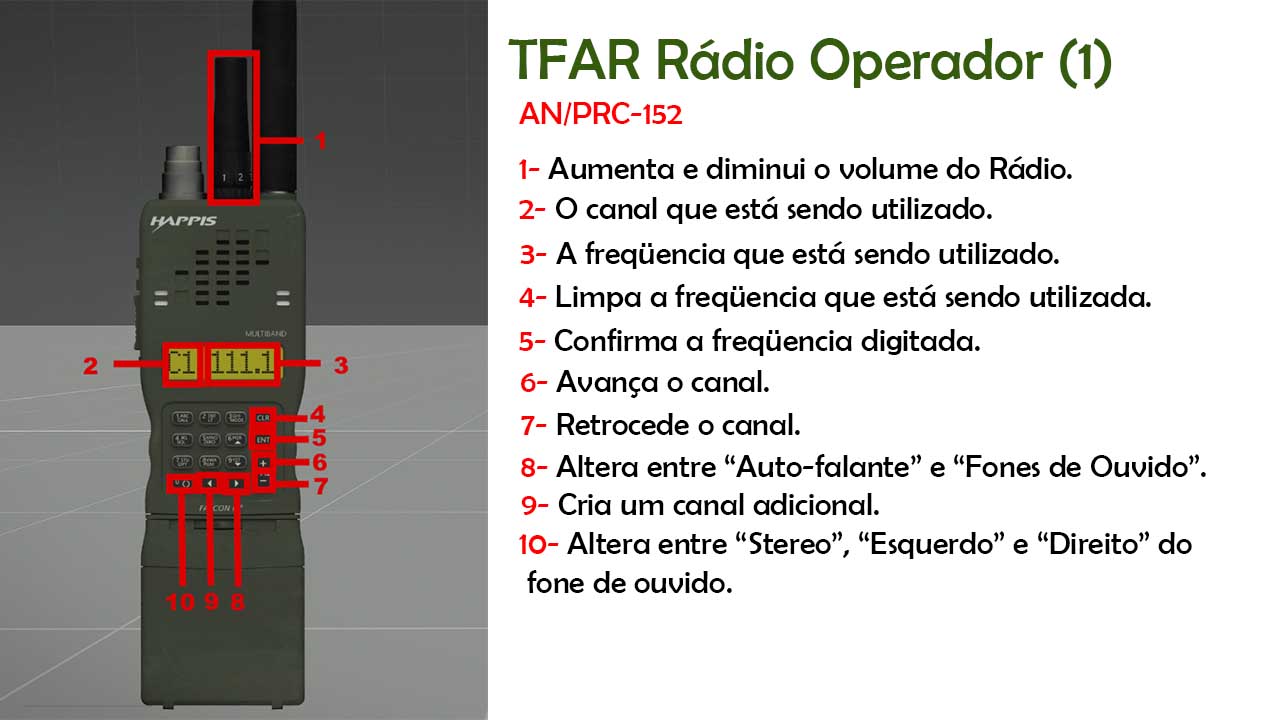 TFAR Rádio Operador (1)
AN/PRC-152
1- Aumenta e diminui o volume do Rádio.
2- O canal que está sendo utilizado.
3- A freqüencia que está sendo utilizado.
4- Limpa a freqüencia que está sendo utilizada.
5- Confirma a freqüencia digitada.
6- Avança o canal.
7- Retrocede o canal.
8- Altera entre “Auto-falante” e “Fones de Ouvido”.
9- Cria um canal adicional.
10- Altera entre “Stereo”, “Esquerdo” e “Direito” do
fone de ouvido.
1
1 2
HAPPIS
MULTIBAND
2
C1
111.1
3
CLR
4
ENT
5
+
6
-
7
10 9 8